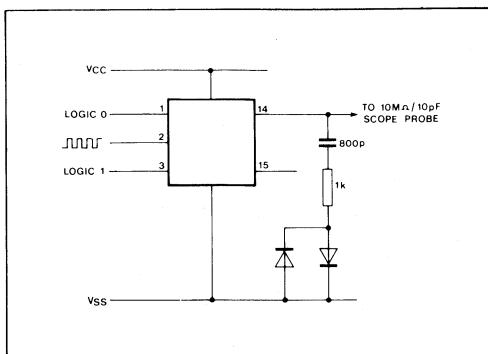 VCC
LOGIC 0
1
14
TO 10MΩ/10pF
SCOPE PROBE
2
800p
LOGIC 1
3
15
1k
VSS